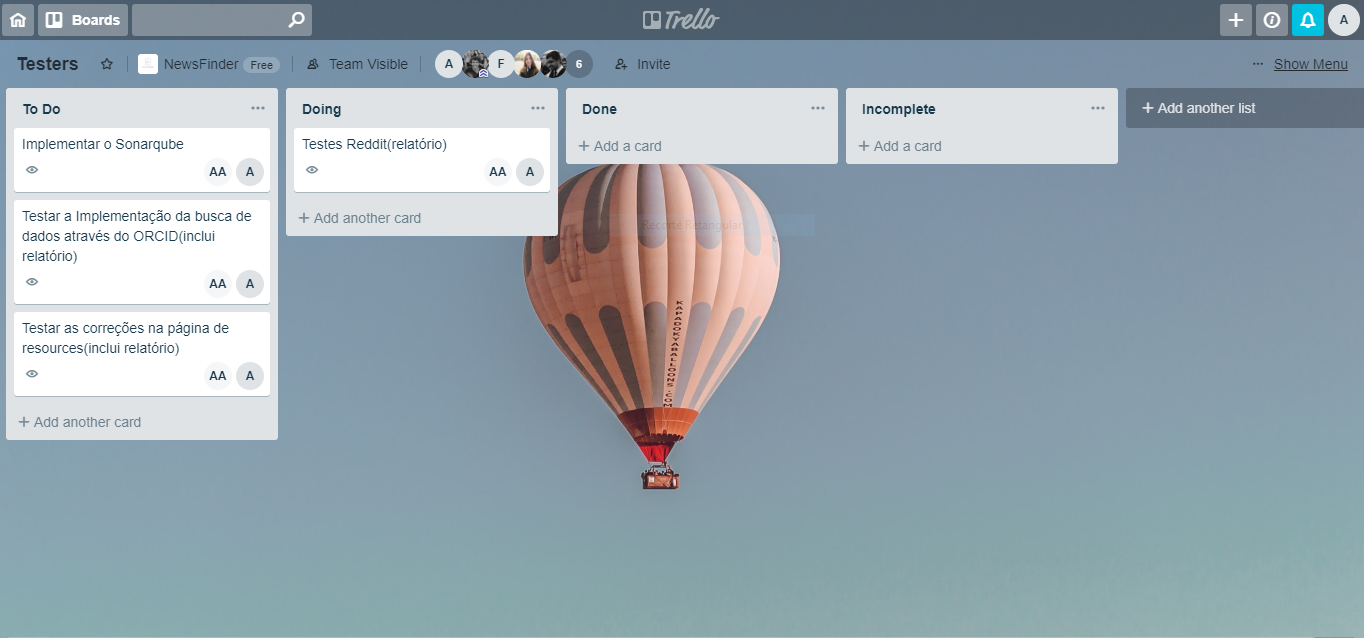 Boards
Trello
A
Testers
NewsFinder Free
Team Visible
A F 6
Invite
... Show Menu
To Do ...
Implementar o Sonarqube
AA A
Testar a Implementação da busca de
dados através do ORCID(inclui
relatório)
AA A
Testar as correções na página de
resources(inclui relatório)
AA A
+ Add another card
Doing ...
Testes Reddit(relatório)
AA A
+ Add another card
Done ...
+ Add a card
Incomplete ...
+ Add a card
+ Add another list
Recorte Retangular
KAPADOKYABALLOONS.COM